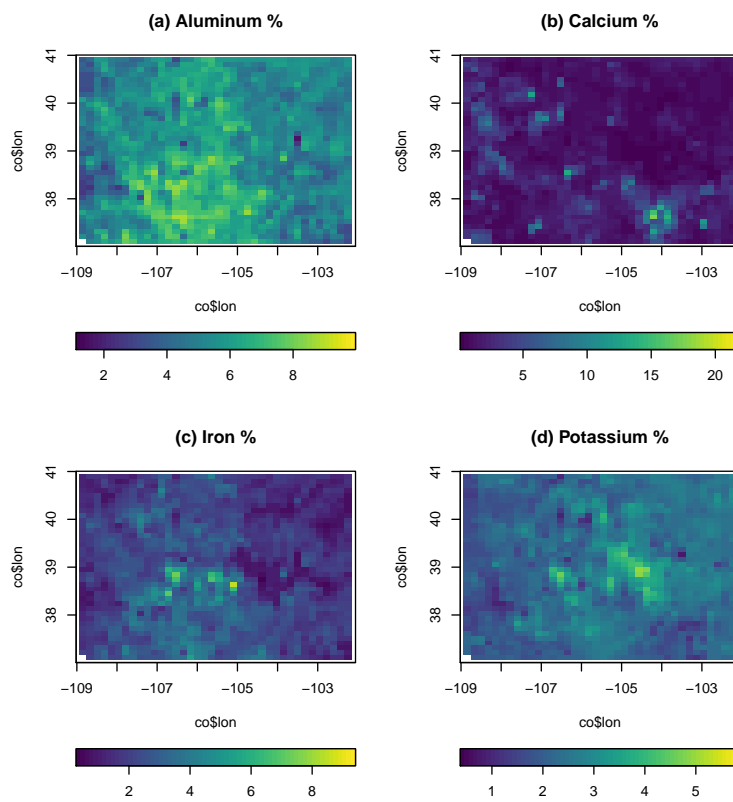 (a) Aluminum %
co$lon
41
40
39
38
−109 −107 −105 −103
co$lon
2 4 6 8
(b) Calcium %
co$lon
41
40
39
38
−109 −107 −105 −103
co$lon
5 10 15 20
(c) Iron %
co$lon
41
40
39
38
−109 −107 −105 −103
co$lon
2 4 6 8
(d) Potassium %
co$lon
41
40
39
38
−109 −107 −105 −103
co$lon
1 2 3 4 5